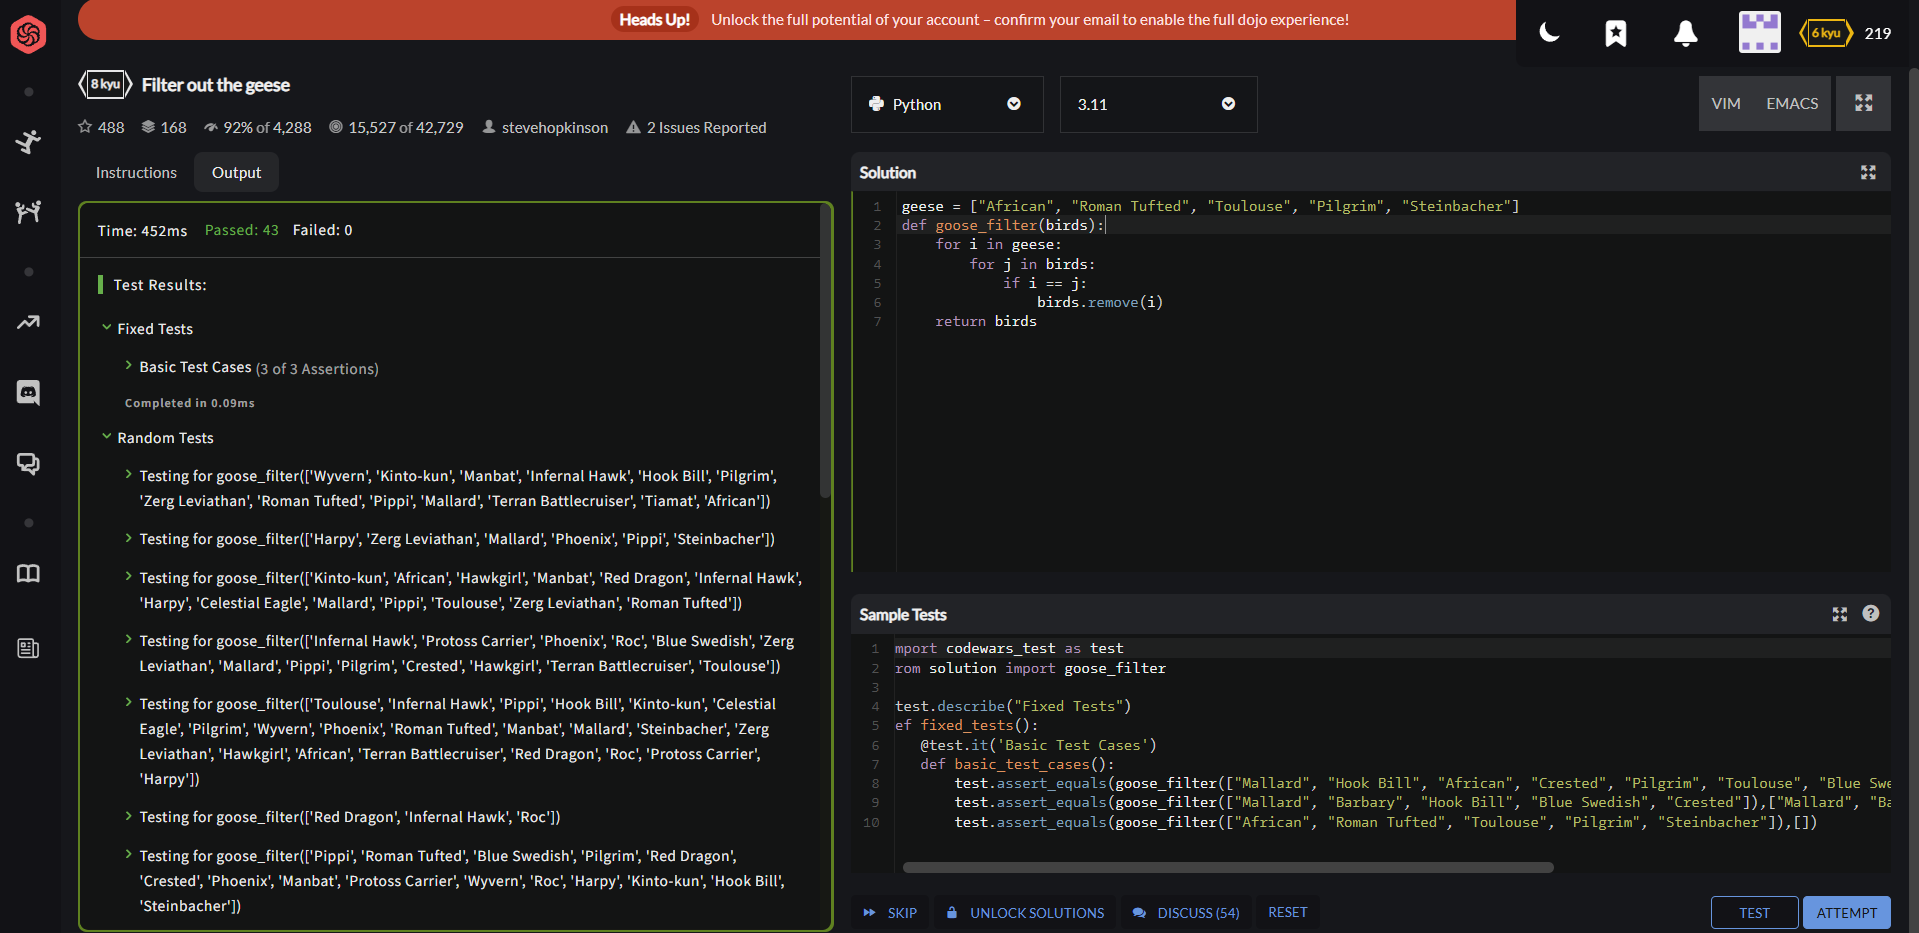 Heads Up! Unlock the full potential of your account – confirm your email to enable the full dojo experience!
6 kyu 219
8 kyu Filter out the geese
488 168 92% of 4,288 15,527 of 42,729 stevehopkinson 2 Issues Reported
Instructions Output
Time: 452ms Passed: 43 Failed: 0
Test Results:
Fixed Tests
Basic Test Cases (3 of 3 Assertions)
Completed in 0.09ms
Random Tests
Testing for goose_filter(['Wyvern', 'Kinto-kun', 'Manbat', 'Infernal Hawk', 'Hook Bill', 'Pilgrim',
'Zerg Leviathan', 'Roman Tufted', 'Pippi', 'Mallard', 'Terran Battlecruiser', 'Tiamat', 'African'])
Testing for goose_filter(['Harpy', 'Zerg Leviathan', 'Mallard', 'Phoenix', 'Pippi', 'Steinbacher'])
Testing for goose_filter(['Kinto-kun', 'African', 'Hawkgirl', 'Manbat', 'Red Dragon', 'Infernal Hawk',
'Harpy', 'Celestial Eagle', 'Mallard', 'Pippi', 'Toulouse', 'Zerg Leviathan', 'Roman Tufted'])
Testing for goose_filter(['Infernal Hawk', 'Protoss Carrier', 'Phoenix', 'Roc', 'Blue Swedish', 'Zerg
Leviathan', 'Mallard', 'Pippi', 'Pilgrim', 'Crested', 'Hawkgirl', 'Terran Battlecruiser', 'Toulouse'])
Testing for goose_filter(['Toulouse', 'Infernal Hawk', 'Pippi', 'Hook Bill', 'Kinto-kun', 'Celestial
Eagle', 'Pilgrim', 'Wyvern', 'Phoenix', 'Roman Tufted', 'Manbat', 'Mallard', 'Steinbacher', 'Zerg
Leviathan', 'Hawkgirl', 'African', 'Terran Battlecruiser', 'Red Dragon', 'Roc', 'Protoss Carrier',
'Harpy'])
Testing for goose_filter(['Red Dragon', 'Infernal Hawk', 'Roc'])
Testing for goose_filter(['Pippi', 'Roman Tufted', 'Blue Swedish', 'Pilgrim', 'Red Dragon',
'Crested', 'Phoenix', 'Manbat', 'Protoss Carrier', 'Wyvern', 'Roc', 'Harpy', 'Kinto-kun', 'Hook Bill',
'Steinbacher'])
Python 3.11 VIM EMACS
Solution
1 geese = ["African", "Roman Tufted", "Toulouse", "Pilgrim", "Steinbacher"]
2 def goose_filter(birds):
3 for i in geese:
4 for j in birds:
5 if i == j:
6 birds.remove(i)
7 return birds
Sample Tests
1 mport codewars_test as test
2 rom solution import goose_filter
3
4 test.describe("Fixed Tests")
5 ef fixed_tests():
6 @test.it('Basic Test Cases')
7 def basic_test_cases():
8 test.assert_equals(goose_filter(["Mallard", "Hook Bill", "African", "Crested", "Pilgrim", "Toulouse", "Blue Swe
9 test.assert_equals(goose_filter(["Mallard", "Barbary", "Hook Bill", "Blue Swedish", "Crested"]),["Mallard", "Ba
10 test.assert_equals(goose_filter(["African", "Roman Tufted", "Toulouse", "Pilgrim", "Steinbacher"]),[])
SKIP UNLOCK SOLUTIONS DISCUSS (54) RESET TEST ATTEMPT